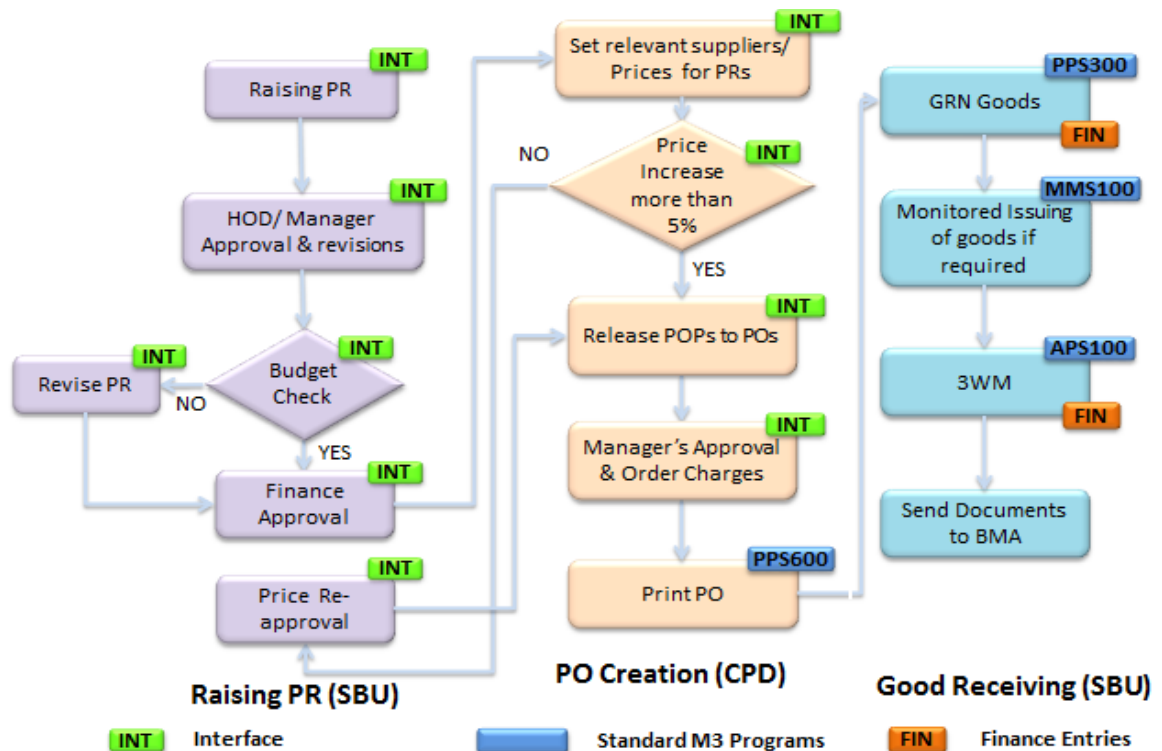 INT
Raising PR
INT
HOD/ Manager
Approval & revisions
INT
Budget
Check
INT
Revise PR
NO
YES
INT
Finance
Approval
INT
Price Re-
approval
Raising PR (SBU)
INT
Set relevant suppliers/
Prices for PRs
NO
INT
Price
Increase
more than
5%
YES
INT
Release POPs to POs
INT
Manager's Approval
& Order Charges
PPS600
Print PO
PO Creation (CPD)
PPS300
GRN Goods
FIN
MMS100
Monitored Issuing
of goods if
required
APS100
3WM
FIN
Send Documents
to BMA
Good Receiving (SBU)
INT Interface
Standard M3 Programs
FIN Finance Entries